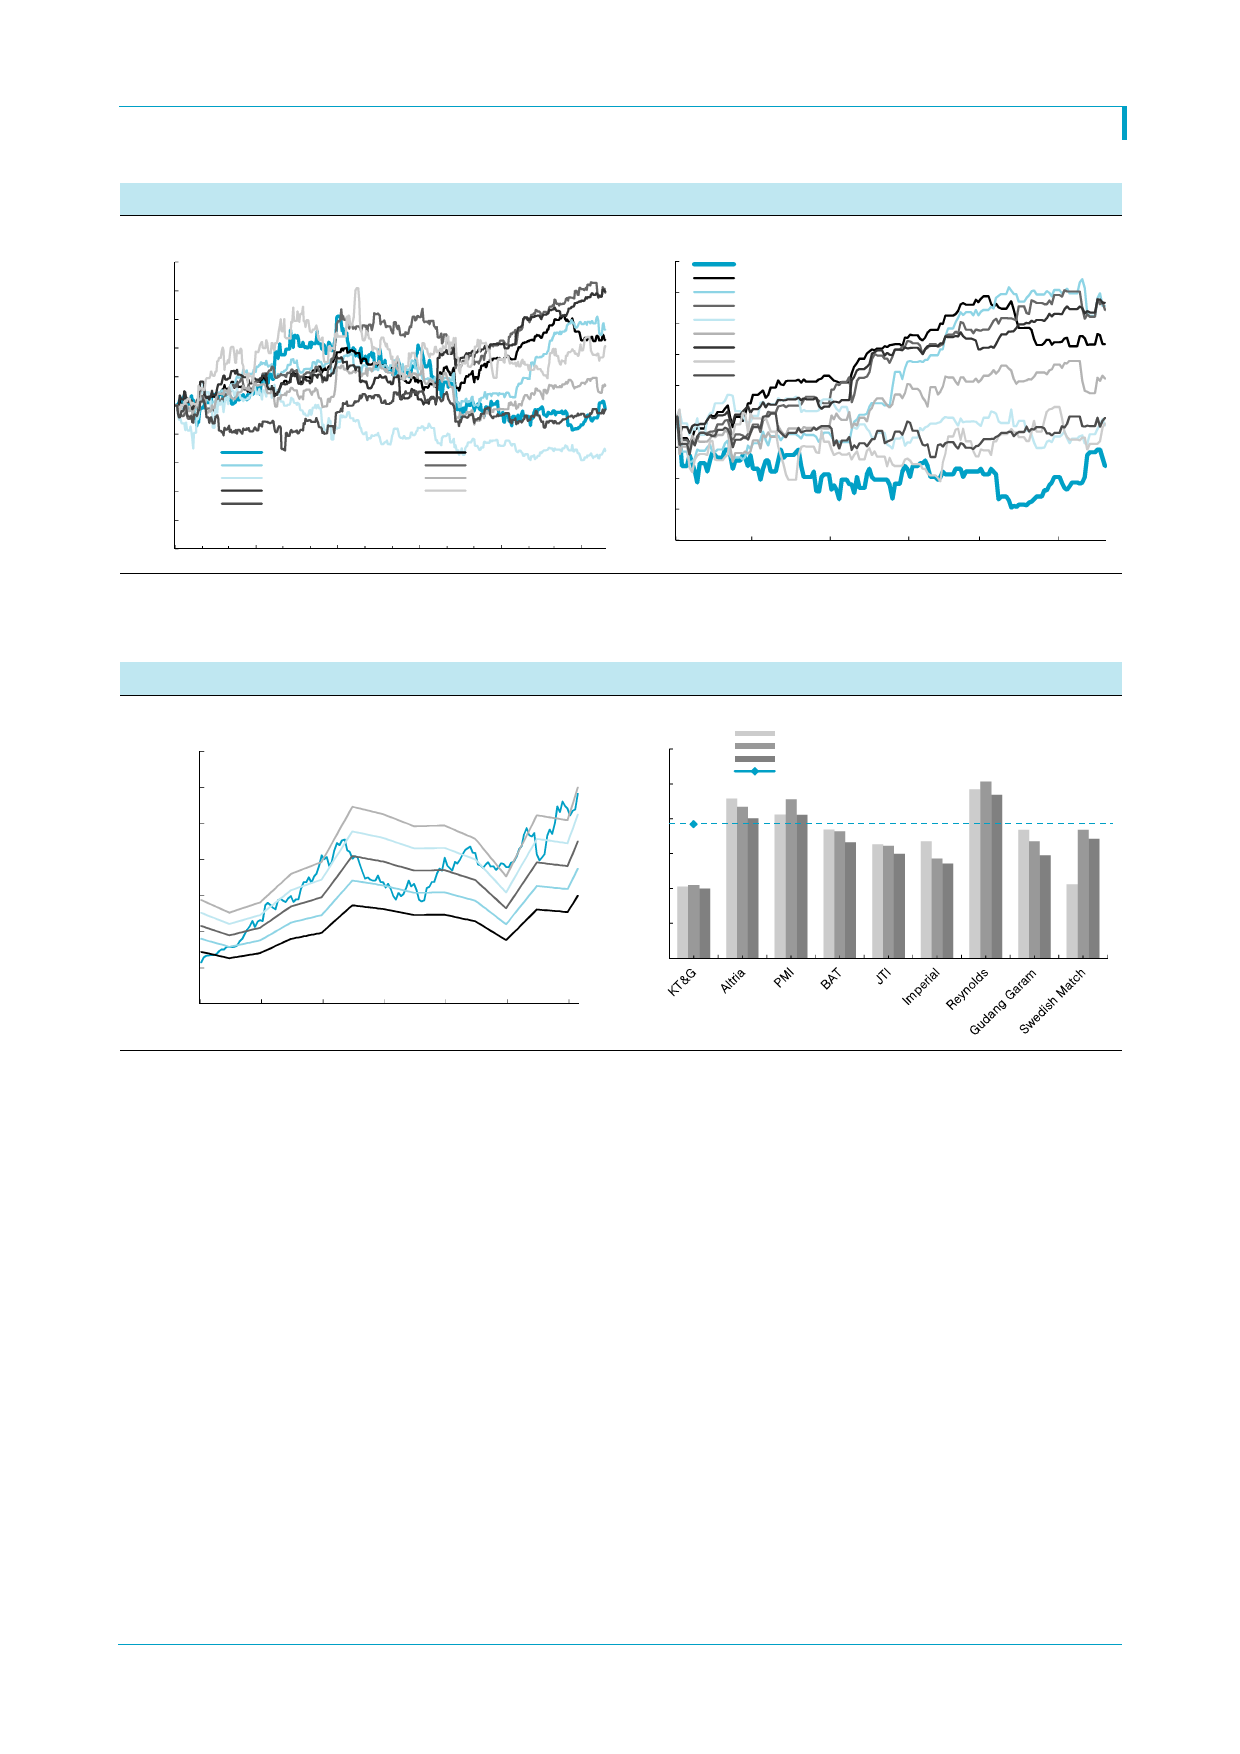 KT&G
Altria
PMI
BAT
JTI
Imperial
Reynolds
Gudang Garam
Swedish Match